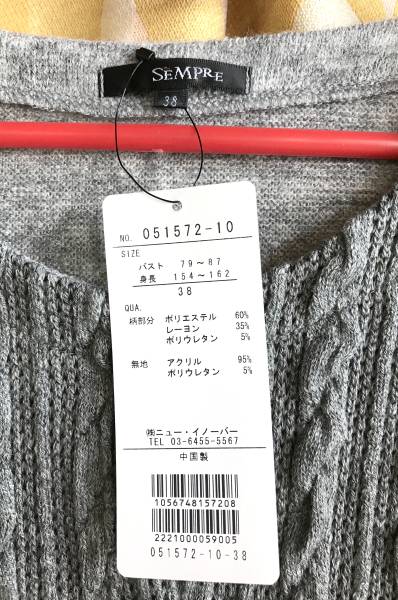 SEMPRE
38
NO. 051572-10
SIZE
バスト 79～87
身長 154～162
38
QUA.
柄部分 ポリエステル 60%
レーヨン 35%
ポリウレタン 5%
無地 アクリル 95%
ポリウレタン 5%
㈱ニュー・イノーバー
TEL 03-6455-5567
中国製
1056748157208
2221000059005
051572-10-38